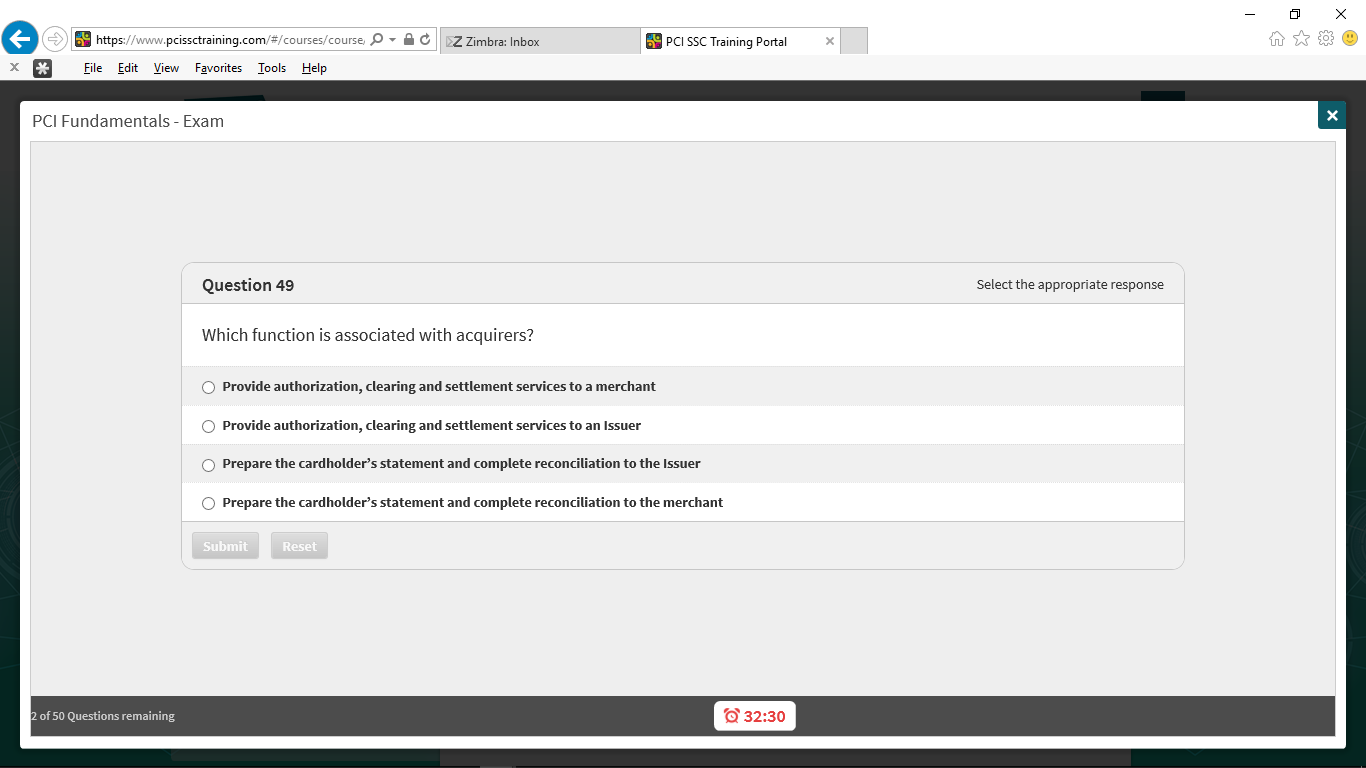 https://www.pcissctraining.com/#/courses/course,
Zimbra: Inbox
PCI SSC Training Portal
File Edit View Favorites Tools Help
PCI Fundamentals - Exam
Question 49
Select the appropriate response
Which function is associated with acquirers?
Provide authorization, clearing and settlement services to a merchant
Provide authorization, clearing and settlement services to an Issuer
Prepare the cardholder’s statement and complete reconciliation to the Issuer
Prepare the cardholder’s statement and complete reconciliation to the merchant
Submit Reset
2 of 50 Questions remaining
32:30